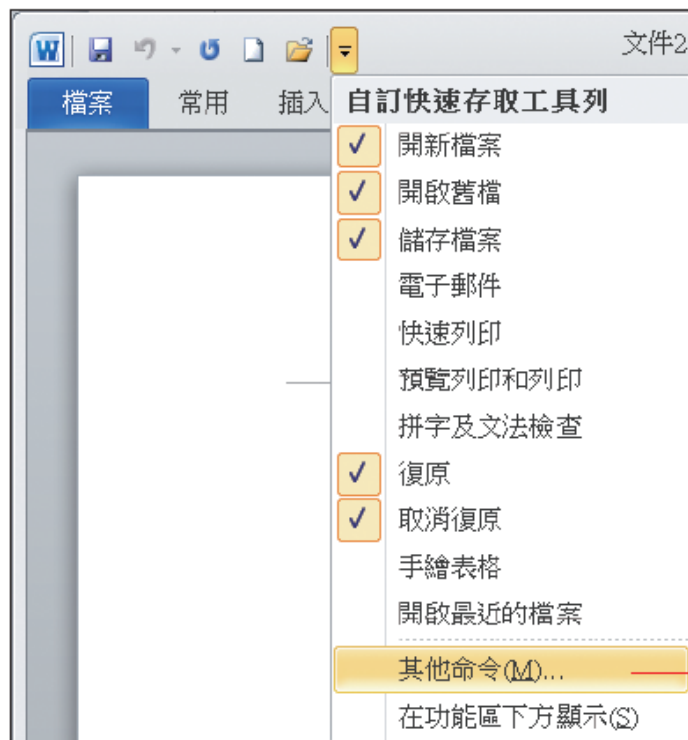 W
文件2
檔案 常用 插入
自訂快速存取工具列
開新檔案
開啟舊檔
儲存檔案
電子郵件
快速列印
預覽列印和列印
拼字及文法檢查
復原
取消復原
手繪表格
開啟最近的檔案
其他命令(M)...
在功能區下方顯示(S)